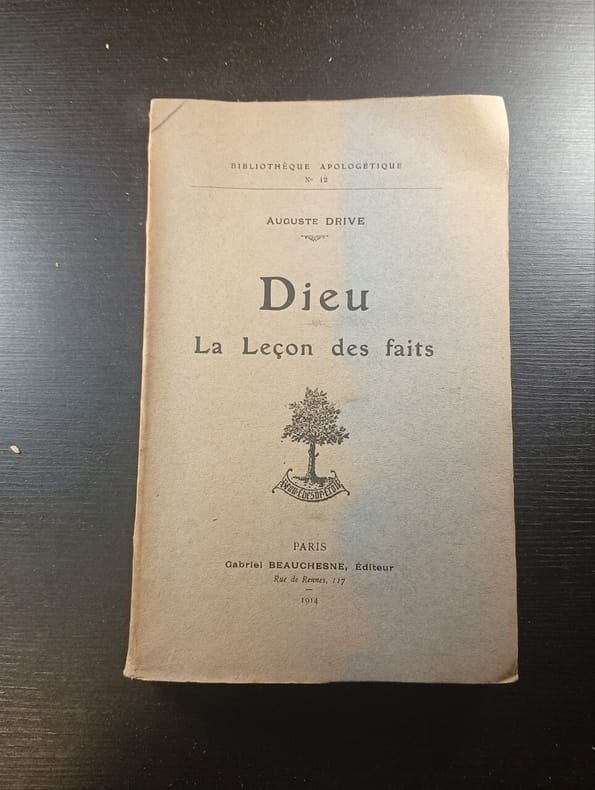 BIBLIOTHÈQUE APOLOGÉTIQUE
Nº 12
AUGUSTE DRIVE
Dieu
La Leçon des faits
PARIS
Gabriel BEAUCHESNE, Éditeur
Rue de Rennes, 117
1914